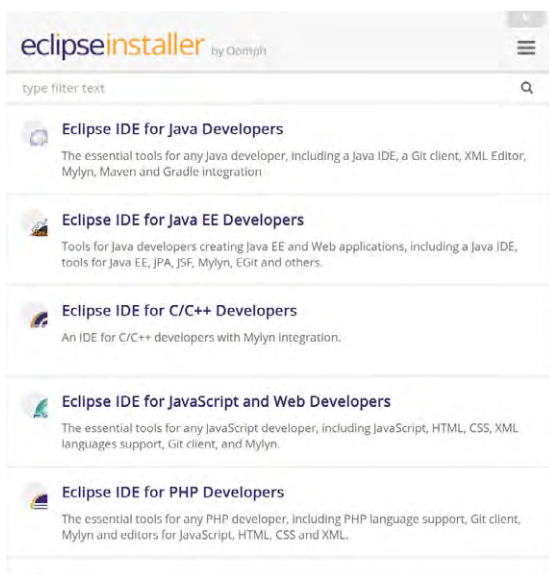 eclipseinstaller by Oomph
type filter text
Eclipse IDE for Java Developers
The essential tools for any Java developer, including a Java IDE, a Git client, XML Editor,
Mylyn, Maven and Gradle integration
Eclipse IDE for Java EE Developers
Tools for Java developers creating Java EE and Web applications, including a Java IDE,
tools for Java EE, JPA, JSF, Mylyn, EGit and others.
Eclipse IDE for C/C++ Developers
An IDE for C/C++ developers with Mylyn integration.
Eclipse IDE for JavaScript and Web Developers
The essential tools for any JavaScript developer, including JavaScript, HTML, CSS, XML
languages support, Git client, and Mylyn.
Eclipse IDE for PHP Developers
The essential tools for any PHP developer, including PHP language support, Git client,
Mylyn and editors for JavaScript, HTML, CSS and XML.